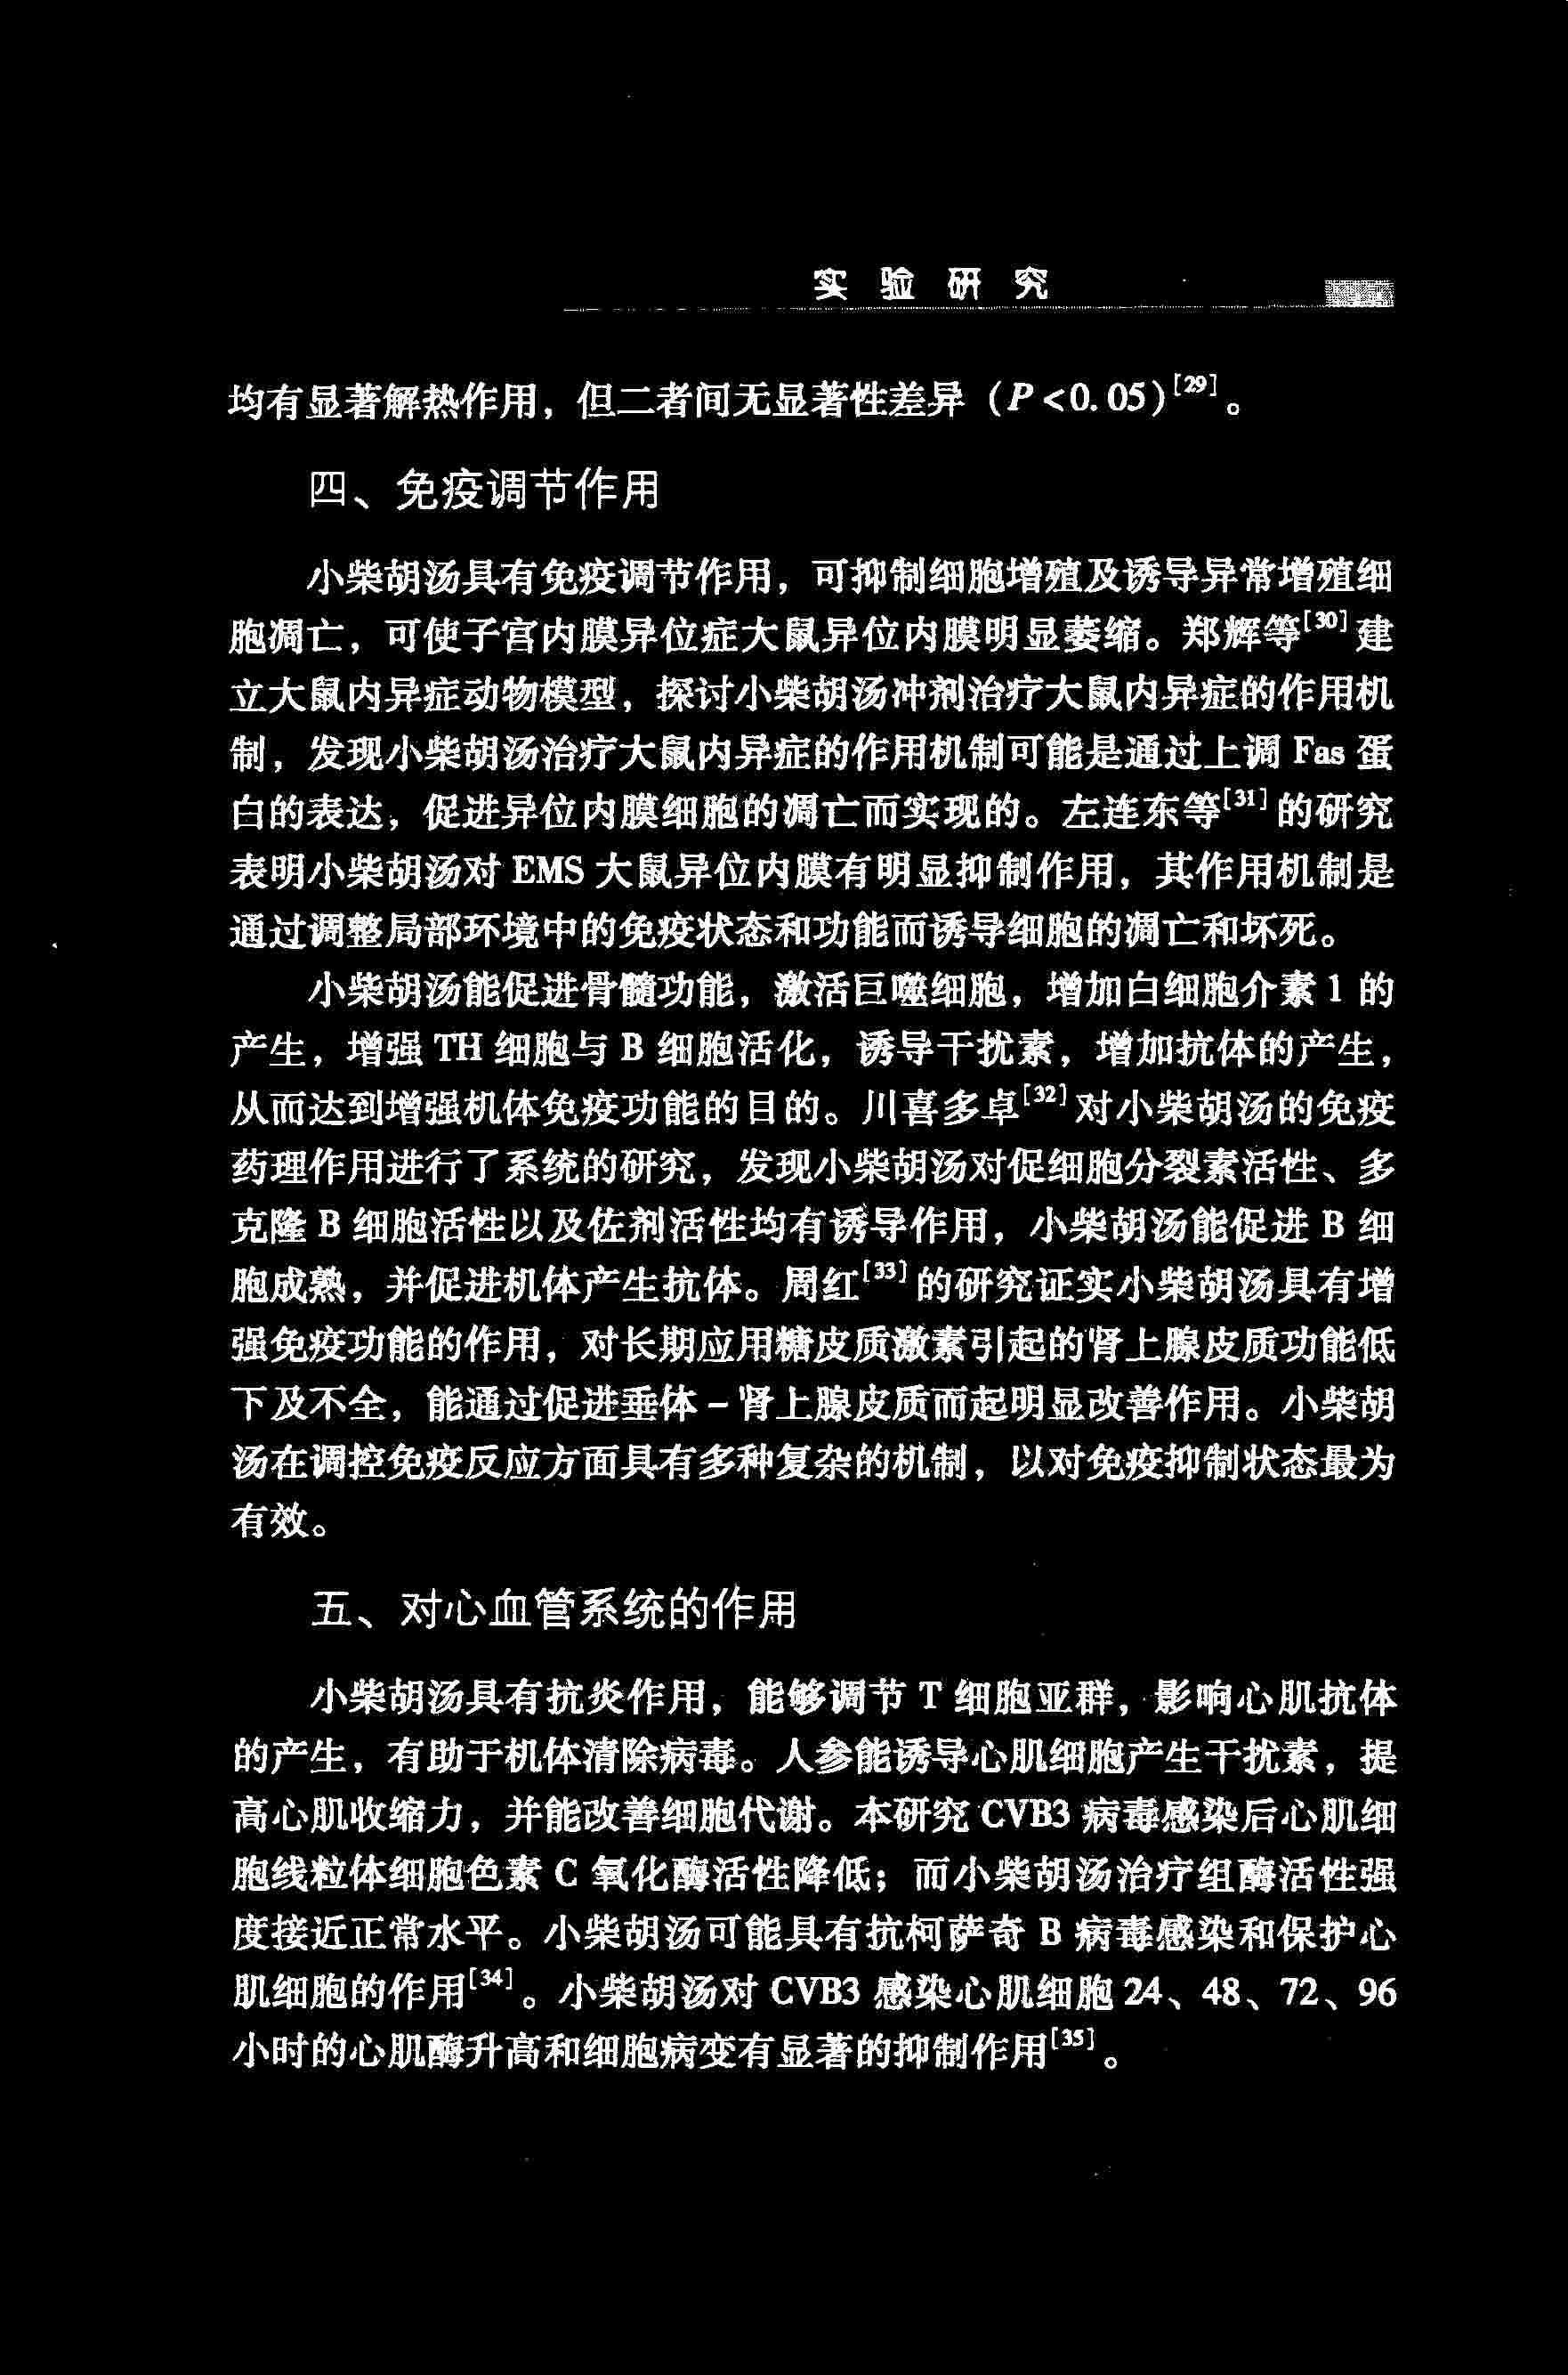 实验研究
均有显著解热作用，但二者间无显著性差异（P<0.05）[29]。
四、免疫调节作用
小柴胡汤具有免疫调节作用，可抑制细胞增殖及诱导异常增殖细
胞凋亡，可使子宫内膜异位症大鼠异位内膜明显萎缩。郑辉等[30]建
立大鼠内异症动物模型，探讨小柴胡汤冲剂治疗大鼠内异症的作用机
制，发现小柴胡汤治疗大鼠内异症的作用机制可能是通过上调 Fas 蛋
白的表达，促进异位内膜细胞的凋亡而实现的。左连东等[31]的研究
表明小柴胡汤对 EMS 大鼠异位内膜有明显抑制作用，其作用机制是
通过调整局部环境中的免疫状态和功能而诱导细胞的凋亡和坏死。
小柴胡汤能促进骨髓功能，激活巨噬细胞，增加白细胞介素 1 的
产生，增强 TH 细胞与 B 细胞活化，诱导干扰素，增加抗体的产生，
从而达到增强机体免疫功能的目的。川喜多卓[32]对小柴胡汤的免疫
药理作用进行了系统的研究，发现小柴胡汤对促细胞分裂素活性、多
克隆 B 细胞活性以及佐剂活性均有诱导作用，小柴胡汤能促进 B 细
胞成熟，并促进机体产生抗体。周红[33]的研究证实小柴胡汤具有增
强免疫功能的作用，对长期应用糖皮质激素引起的肾上腺皮质功能低
下及不全，能通过促进垂体－肾上腺皮质而起明显改善作用。小柴胡
汤在调控免疫反应方面具有多种复杂的机制，以对免疫抑制状态最为
有效。
五、对心血管系统的作用
小柴胡汤具有抗炎作用，能够调节 T 细胞亚群，影响心肌抗体
的产生，有助于机体清除病毒。人参能诱导心肌细胞产生干扰素，提
高心肌收缩力，并能改善细胞代谢。本研究 CVB3 病毒感染后心肌细
胞线粒体细胞色素 C 氧化酶活性降低；而小柴胡汤治疗组酶活性强
度接近正常水平。小柴胡汤可能具有抗柯萨奇 B 病毒感染和保护心
肌细胞的作用[34]。小柴胡汤对 CVB3 感染心肌细胞 24、48、72、96
小时的心肌酶升高和细胞病变有显著的抑制作用[35]。